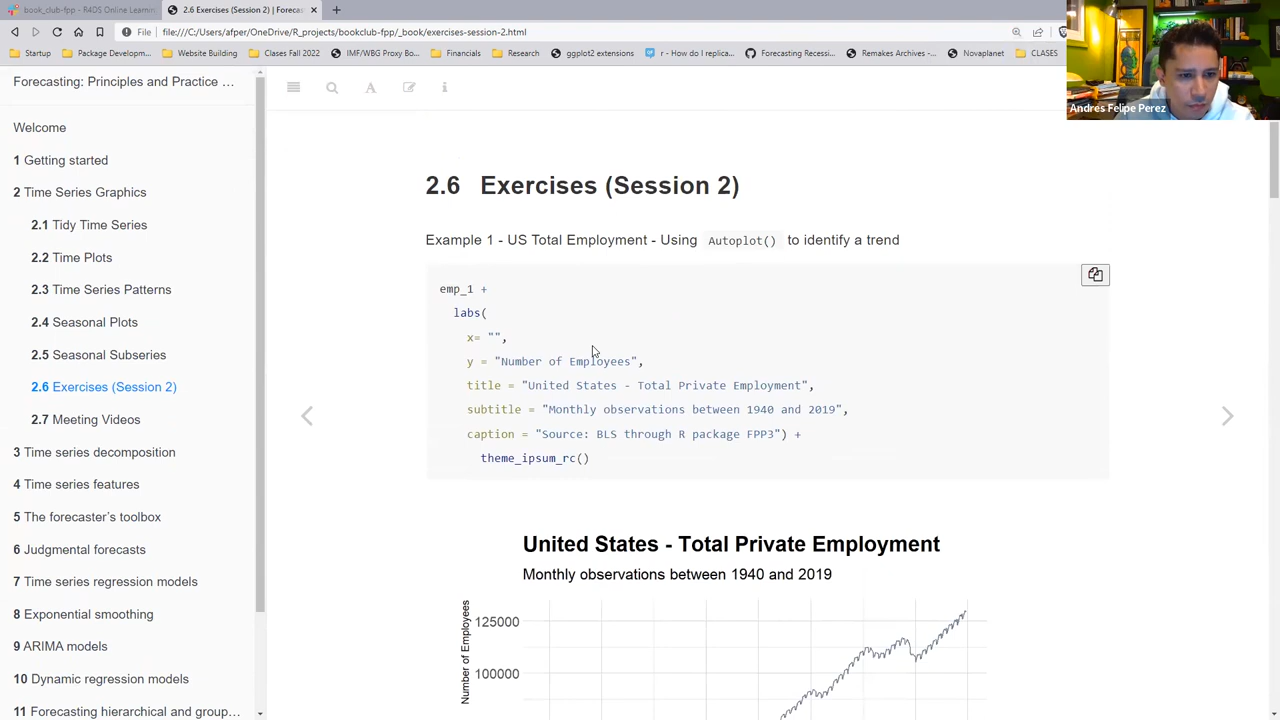 book_club-fpp - R4DS Online Learnin
2.6 Exercises (Session 2) | Forecas
File | file:///C:/Users/afper/OneDrive/R_projects/bookclub-fpp/_book/exercises-session-2.html
Startup
Package Developm...
Website Building
Clases Fall 2022
IMF/WBG Proxy Bo...
Financials
Research
ggplot2 extensions
r - How do I replica...
Forecasting Recessi...
Remakes Archives -...
Novaplanet
CLASES
Andres Felipe Perez
Forecasting: Principles and Practice ...
Welcome
1 Getting started
2 Time Series Graphics
2.1 Tidy Time Series
2.2 Time Plots
2.3 Time Series Patterns
2.4 Seasonal Plots
2.5 Seasonal Subseries
2.6 Exercises (Session 2)
2.7 Meeting Videos
3 Time series decomposition
4 Time series features
5 The forecaster's toolbox
6 Judgmental forecasts
7 Time series regression models
8 Exponential smoothing
9 ARIMA models
10 Dynamic regression models
11 Forecasting hierarchical and group...
2.6 Exercises (Session 2)
Example 1 - US Total Employment - Using Autoplot() to identify a trend
emp_1 +
labs(
x= "",
y = "Number of Employees",
title = "United States - Total Private Employment",
subtitle = "Monthly observations between 1940 and 2019",
caption = "Source: BLS through R package FPP3") +
theme_ipsum_rc()
United States - Total Private Employment
Monthly observations between 1940 and 2019
Number of Employees
125000
100000